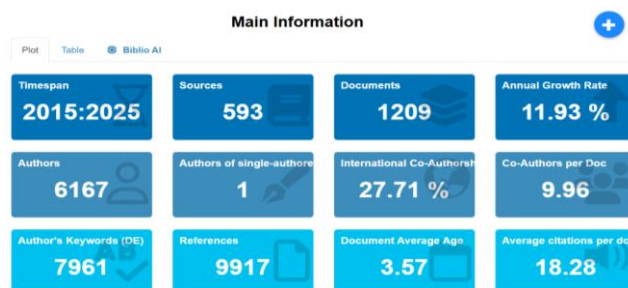 Main Information
Plot Table Biblio AI
Timespan
2015:2025
Sources
593
Documents
1209
Annual Growth Rate
11.93 %
Authors
6167
Authors of single-authore
1
International Co-Authorsh
27.71 %
Co-Authors per Doc
9.96
Author's Keywords (DE)
7961
References
9917
Document Average Age
3.57
Average citations per do
18.28